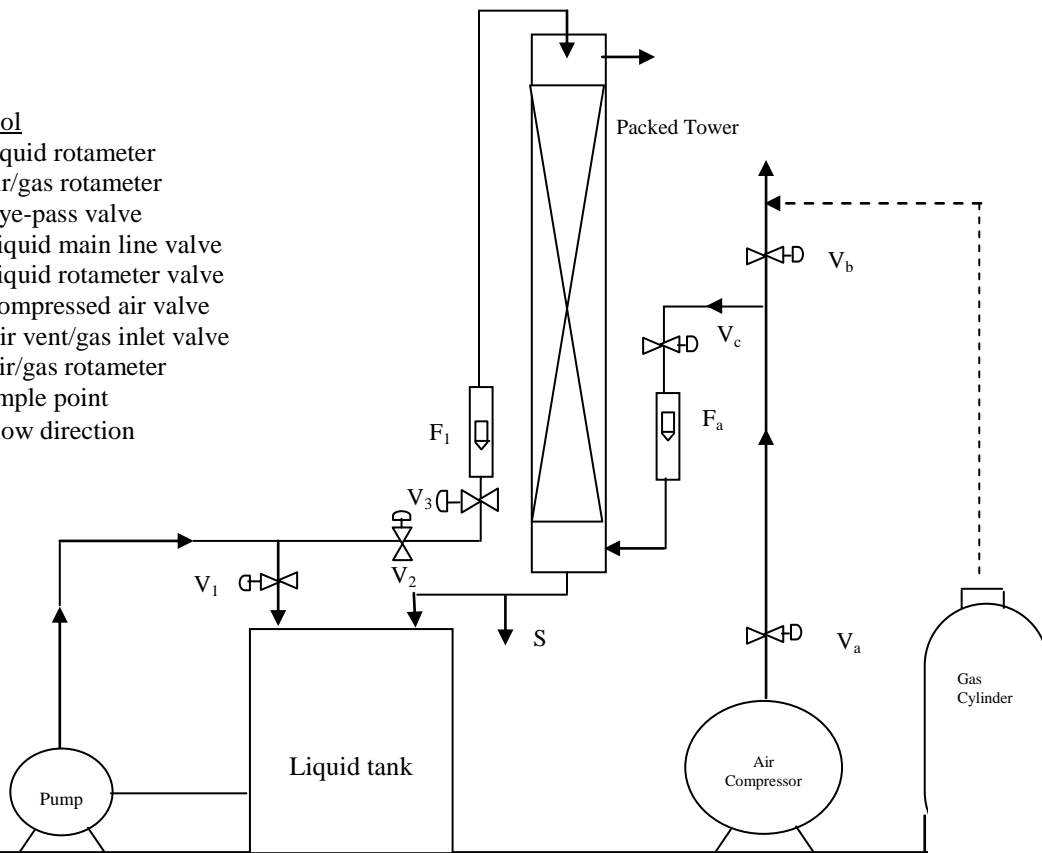 ol
quid rotameter
r/gas rotameter
ye-pass valve
iquid main line valve
iquid rotameter valve
ompressed air valve
ir vent/gas inlet valve
ir/gas rotameter
mple point
ow direction
Packed Tower
V_b
V_c
F_1
F_a
V_3
V_2
V_1
S
V_a
Gas
Cylinder
Liquid tank
Air
Compressor
Pump